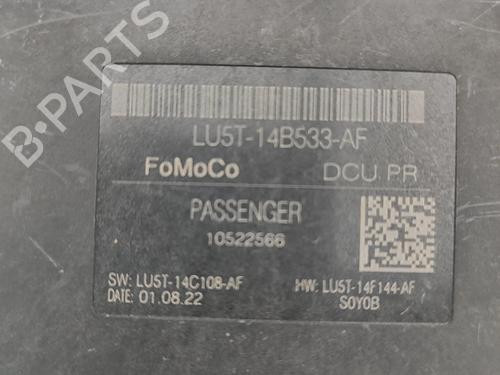 LU5T-14B533-AF
FoMoCo DCU PR
PASSENGER
10522566
SW: LU5T-14C108-AF HW: LU5T-14F144-AF
DATE: 01.08.22 S0Y0B
B-PARTS